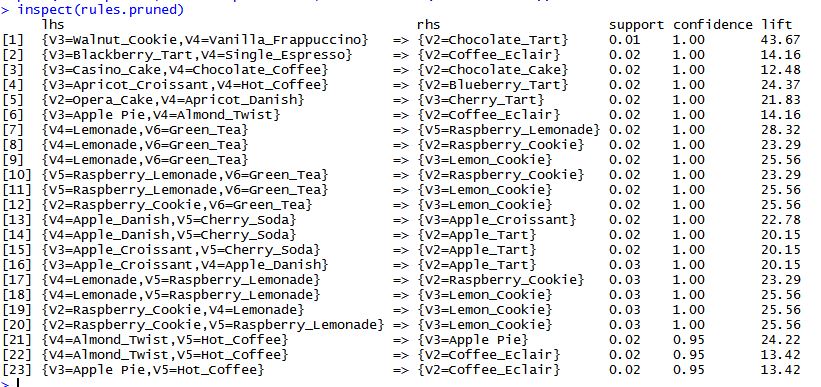 > inspect(rules.pruned)
lhs rhs support confidence lift
[1] {V3=Walnut_Cookie,V4=Vanilla_Frappuccino} => {V2=Chocolate_Tart} 0.01 1.00 43.67
[2] {V3=Blackberry_Tart,V4=Single_Espresso} => {V2=Coffee_Eclair} 0.02 1.00 14.16
[3] {V3=Casino_Cake,V4=Chocolate_Coffee} => {V2=Chocolate_Cake} 0.02 1.00 12.48
[4] {V3=Apricot_Croissant,V4=Hot_Coffee} => {V2=Blueberry_Tart} 0.02 1.00 24.37
[5] {V2=Opera_Cake,V4=Apricot_Danish} => {V3=Cherry_Tart} 0.02 1.00 21.83
[6] {V3=Apple Pie,V4=Almond_Twist} => {V2=Coffee_Eclair} 0.02 1.00 14.16
[7] {V4=Lemonade,V6=Green_Tea} => {V5=Raspberry_Lemonade} 0.02 1.00 28.32
[8] {V4=Lemonade,V6=Green_Tea} => {V2=Raspberry_Cookie} 0.02 1.00 23.29
[9] {V4=Lemonade,V6=Green_Tea} => {V3=Lemon_Cookie} 0.02 1.00 25.56
[10] {V5=Raspberry_Lemonade,V6=Green_Tea} => {V2=Raspberry_Cookie} 0.02 1.00 23.29
[11] {V5=Raspberry_Lemonade,V6=Green_Tea} => {V3=Lemon_Cookie} 0.02 1.00 25.56
[12] {V2=Raspberry_Cookie,V6=Green_Tea} => {V3=Lemon_Cookie} 0.02 1.00 25.56
[13] {V4=Apple_Danish,V5=Cherry_Soda} => {V3=Apple_Croissant} 0.02 1.00 22.78
[14] {V4=Apple_Danish,V5=Cherry_Soda} => {V2=Apple_Tart} 0.02 1.00 20.15
[15] {V3=Apple_Croissant,V5=Cherry_Soda} => {V2=Apple_Tart} 0.02 1.00 20.15
[16] {V3=Apple_Croissant,V4=Apple_Danish} => {V2=Apple_Tart} 0.03 1.00 20.15
[17] {V4=Lemonade,V5=Raspberry_Lemonade} => {V2=Raspberry_Cookie} 0.03 1.00 23.29
[18] {V4=Lemonade,V5=Raspberry_Lemonade} => {V3=Lemon_Cookie} 0.03 1.00 25.56
[19] {V2=Raspberry_Cookie,V4=Lemonade} => {V3=Lemon_Cookie} 0.03 1.00 25.56
[20] {V2=Raspberry_Cookie,V5=Raspberry_Lemonade} => {V3=Lemon_Cookie} 0.03 1.00 25.56
[21] {V4=Almond_Twist,V5=Hot_Coffee} => {V3=Apple Pie} 0.02 0.95 24.22
[22] {V4=Almond_Twist,V5=Hot_Coffee} => {V2=Coffee_Eclair} 0.02 0.95 13.42
[23] {V3=Apple Pie,V5=Hot_Coffee} => {V2=Coffee_Eclair} 0.02 0.95 13.42
>